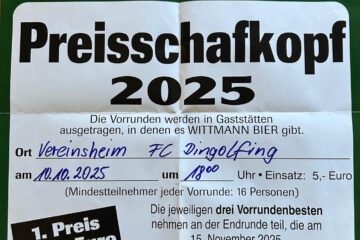 Preisschafkopf
2025
Die Vorrunden werden in Gaststätten
ausgetragen, in denen es WITTMANN BIER gibt.
Ort Vereinsheim FC Dingolfing
am 10.10.2025 um 18⁰⁰ Uhr • Einsatz: 5,- Euro
(Mindestteilnehmer jeder Vorrunde: 16 Personen)
1. Preis
Euro
Die jeweiligen drei Vorrundenbesten
nehmen an der Endrunde teil, die am
15. November 2025